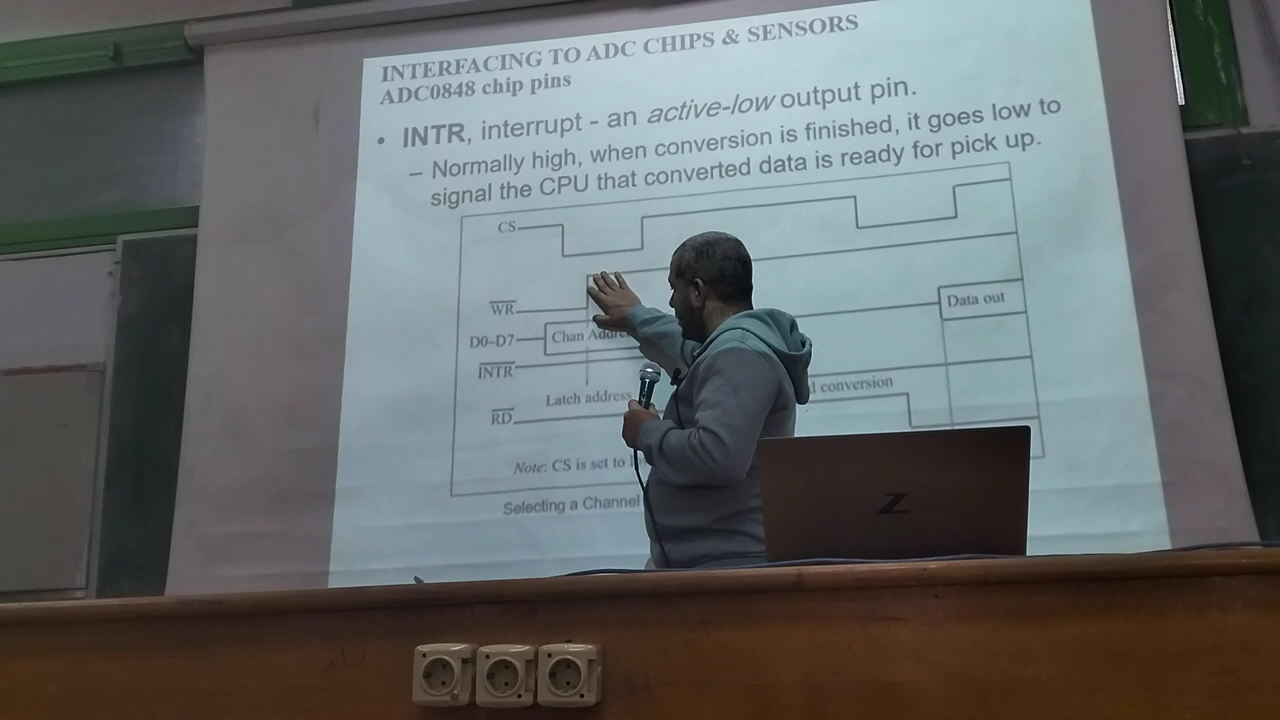 INTERFACING TO ADC CHIPS & SENSORS
ADC0848 chip pins
• INTR, interrupt - an active-low output pin.
– Normally high, when conversion is finished, it goes low to
signal the CPU that converted data is ready for pick up.
CS
WR
Data out
D0–D7
Chan
INTR
Latch address
conversion
RD
Note: CS is set to
Selecting a Channel
Z